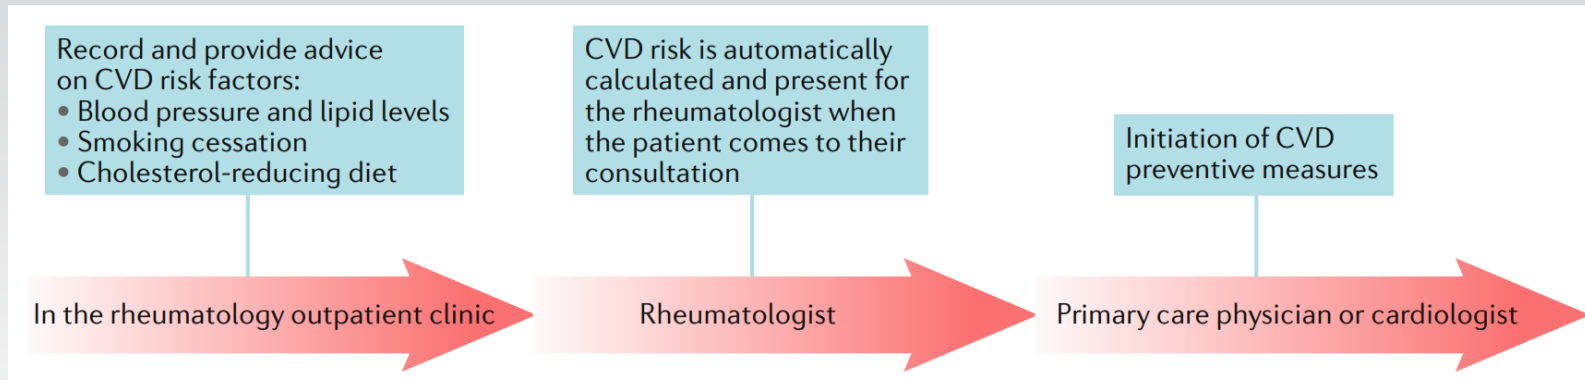 Record and provide advice
on CVD risk factors:
• Blood pressure and lipid levels
• Smoking cessation
• Cholesterol-reducing diet
CVD risk is automatically
calculated and present for
the rheumatologist when
the patient comes to their
consultation
Initiation of CVD
preventive measures
In the rheumatology outpatient clinic
Rheumatologist
Primary care physician or cardiologist